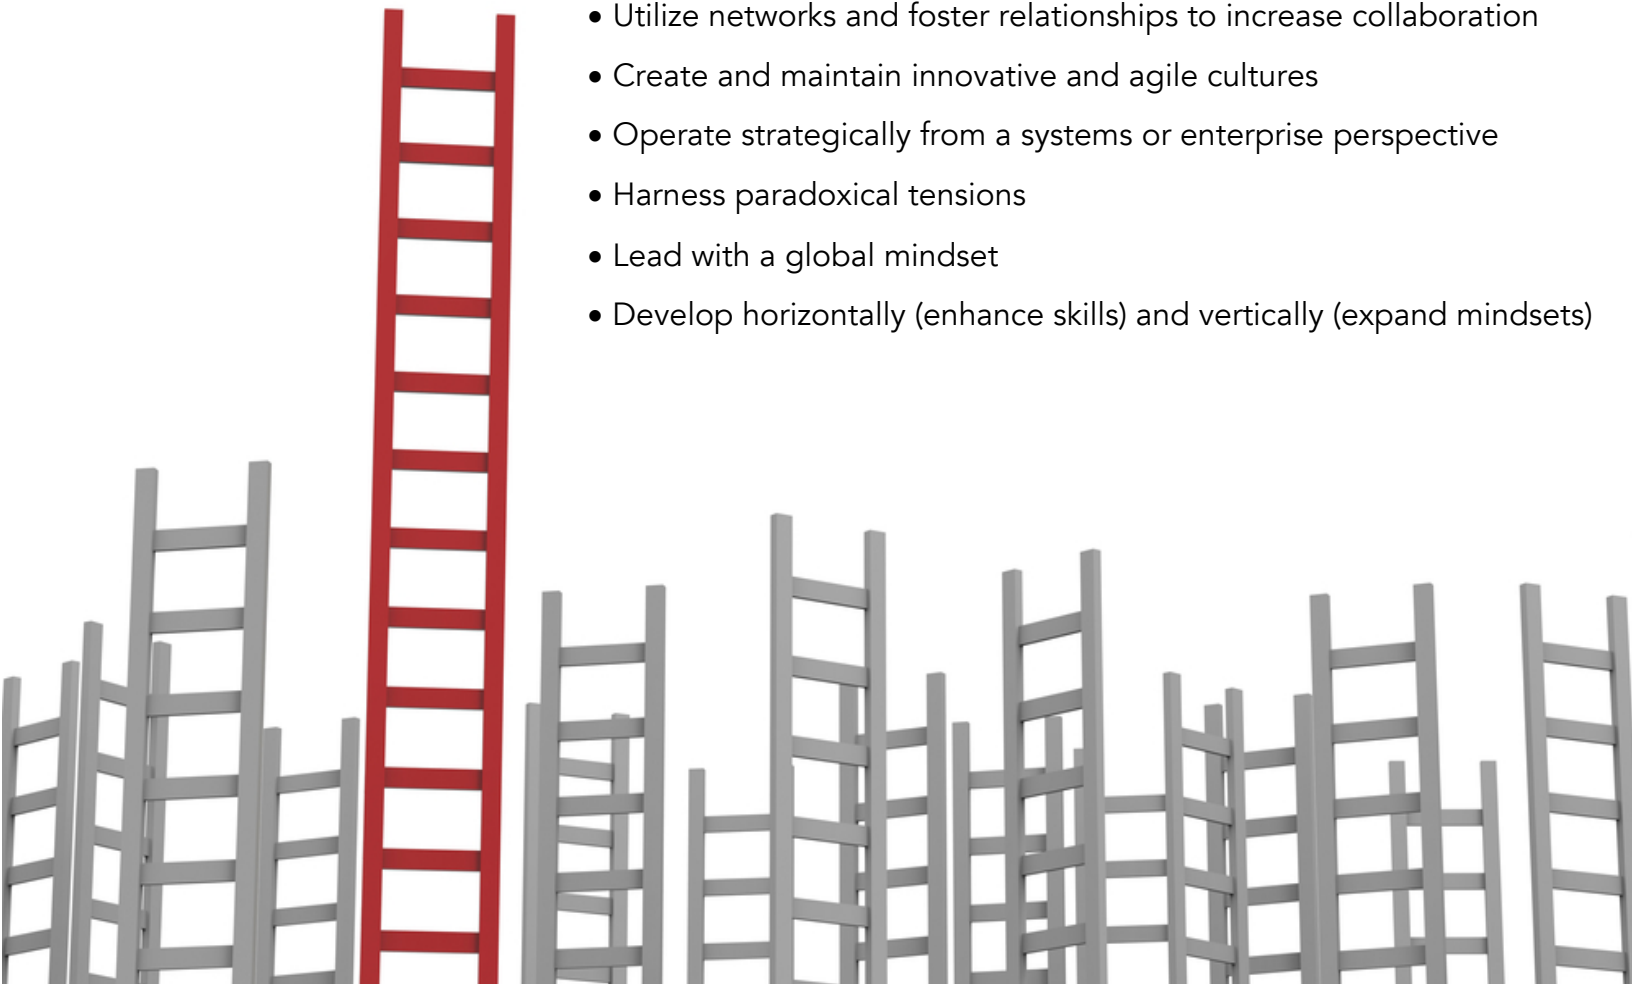 • Utilize networks and foster relationships to increase collaboration
• Create and maintain innovative and agile cultures
• Operate strategically from a systems or enterprise perspective
• Harness paradoxical tensions
• Lead with a global mindset
• Develop horizontally (enhance skills) and vertically (expand mindsets)